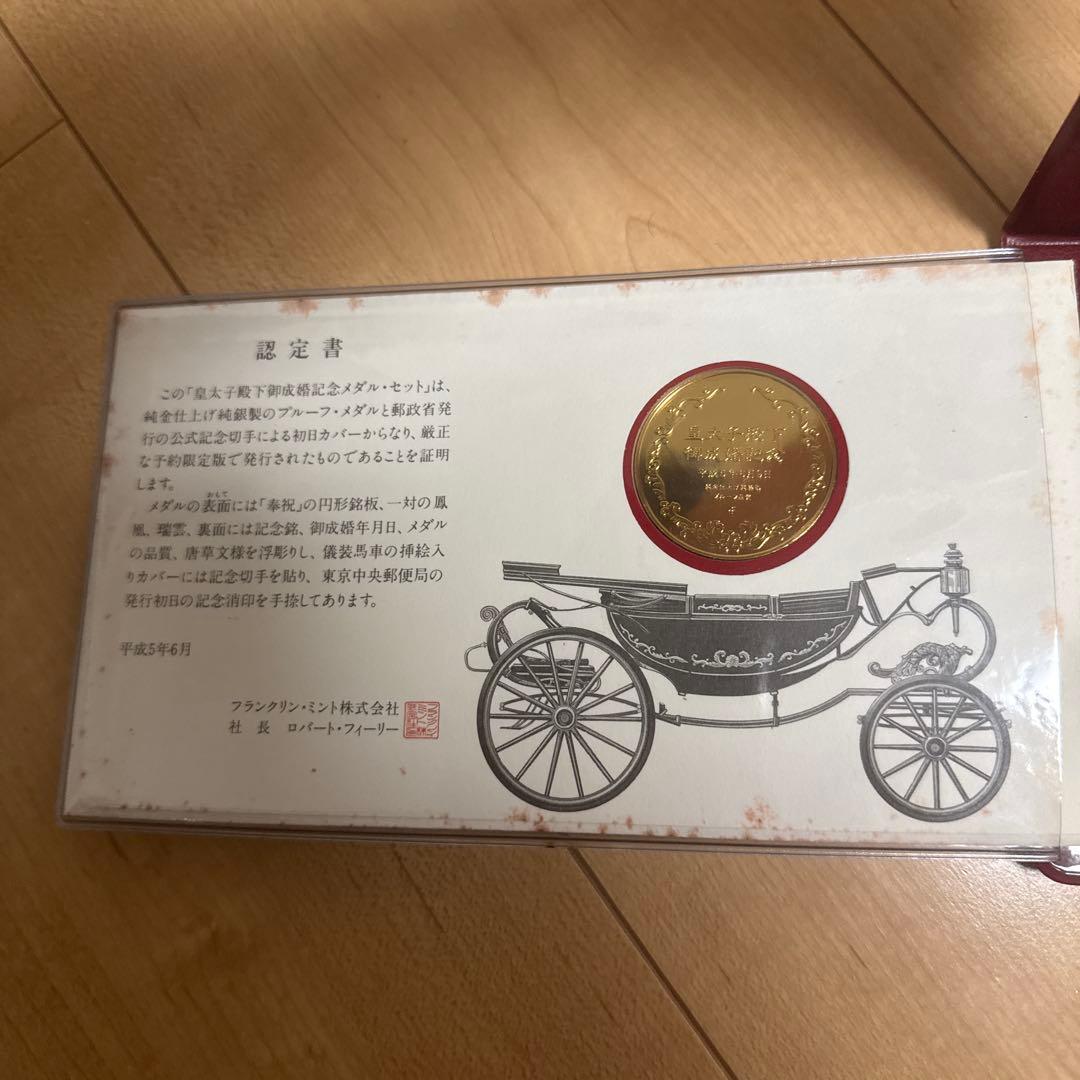 認定書
この「皇太子殿下御成婚記念メダル・セット」は、
純金仕上げ純銀製のプルーフ・メダルと郵政省発
行の公式記念切手による初日カバーからなり、厳正
な予約限定版で発行されたものであることを証明
します。
おもて
メダルの表面には「奉祝」の円形銘板、一対の鳳
凰、瑞雲、裏面には記念銘、御成婚年月日、メダル
の品質、唐草文様を浮彫りし、儀装馬車の挿絵入
りカバーには記念切手を貼り、東京中央郵便局の
発行初日の記念消印を手捺してあります。
平成5年6月
フランクリン・ミント株式会社
社長 ロバート・フィーリー
皇太子殿下
御成婚記念